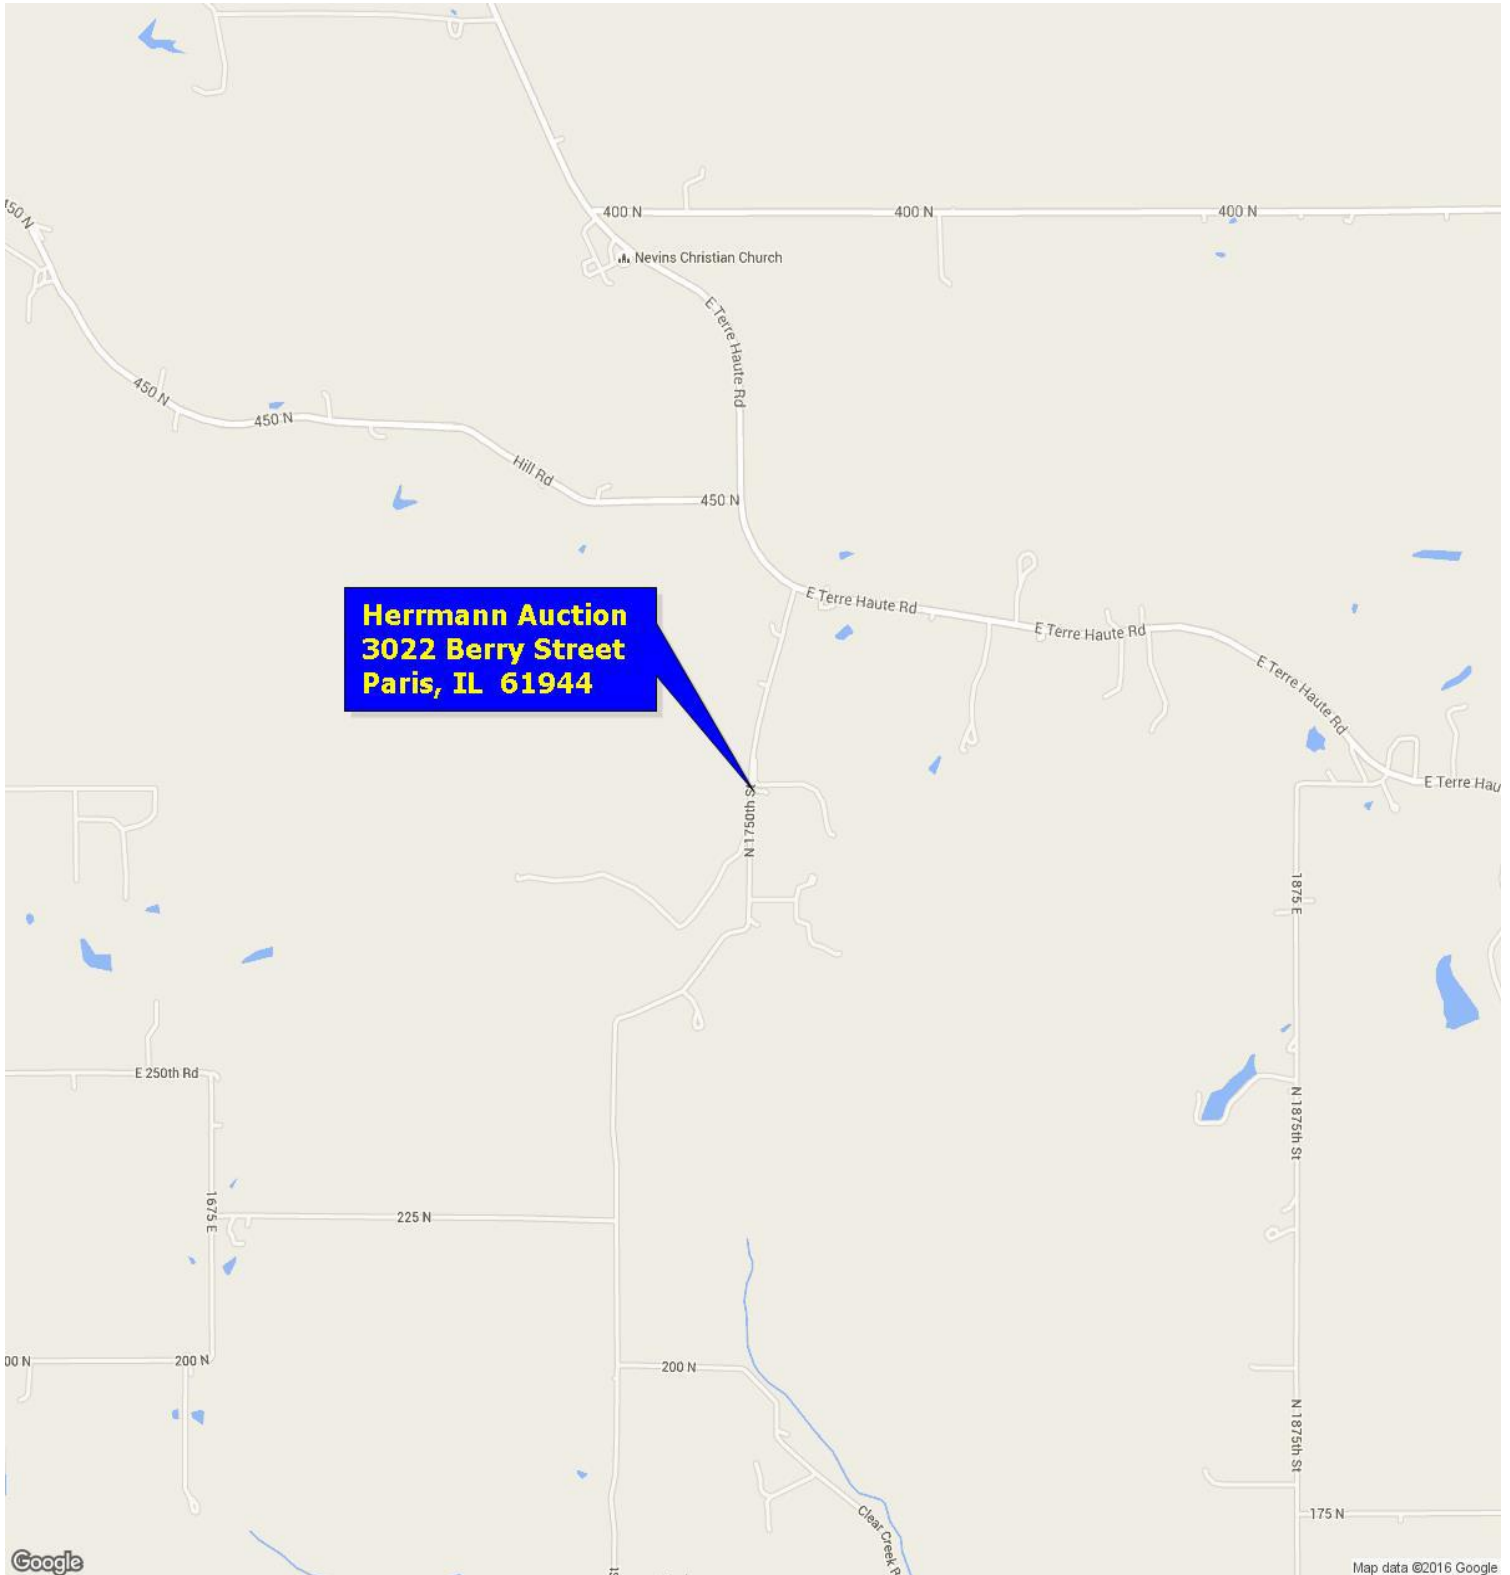 400 N
400 N
400 N
450 N
Nevins Christian Church
E Terre Haute Rd
450 N
450 N
Hill Rd
450 N
Herrmann Auction
3022 Berry Street
Paris, IL  61944
E Terre Haute Rd
E Terre Haute Rd
E Terre Haute Rd
E Terre Hau
N 1750th St
1875 E
E 250th Rd
N 1875th St
1675 E
225 N
00 N
200 N
200 N
N 1875th St
175 N
Clear Creek R
Google
Map data ©2016 Google